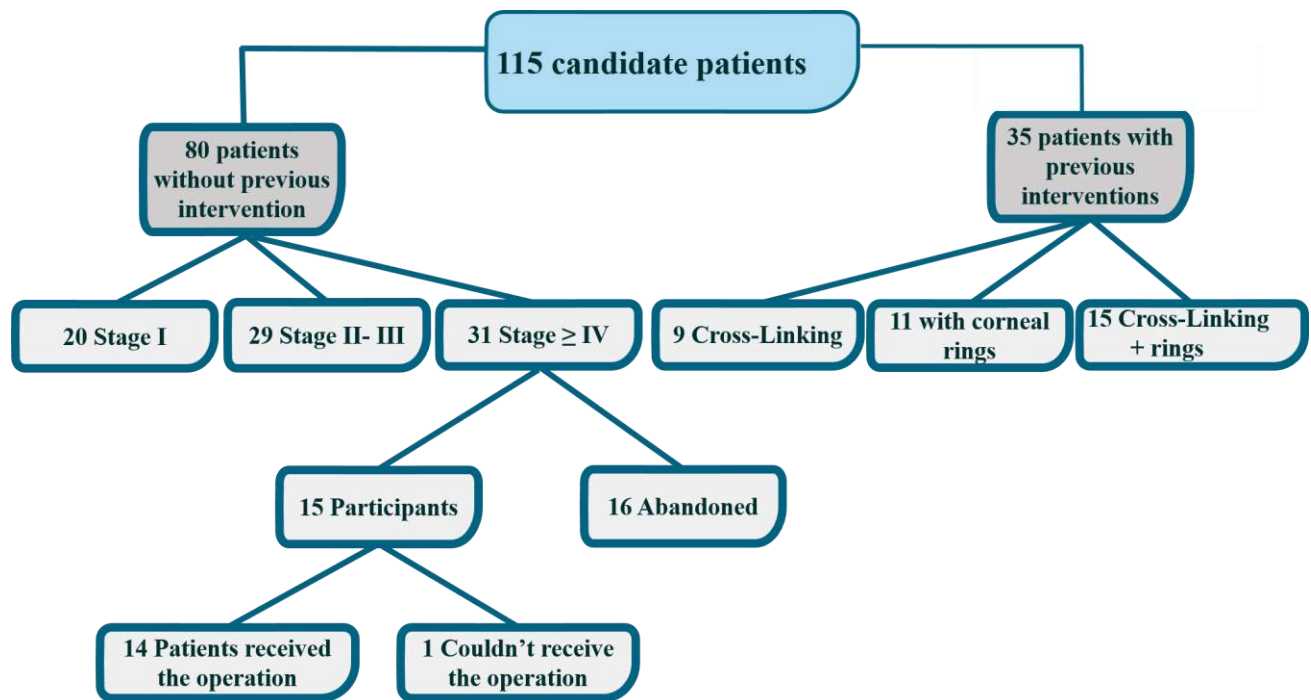 115 candidate patients
80 patients
without previous
intervention
35 patients with
previous
interventions
20 Stage I
29 Stage II- III
31 Stage ≥ IV
9 Cross-Linking
11 with corneal
rings
15 Cross-Linking
+ rings
15 Participants
16 Abandoned
14 Patients received
the operation
1 Couldn’t receive
the operation